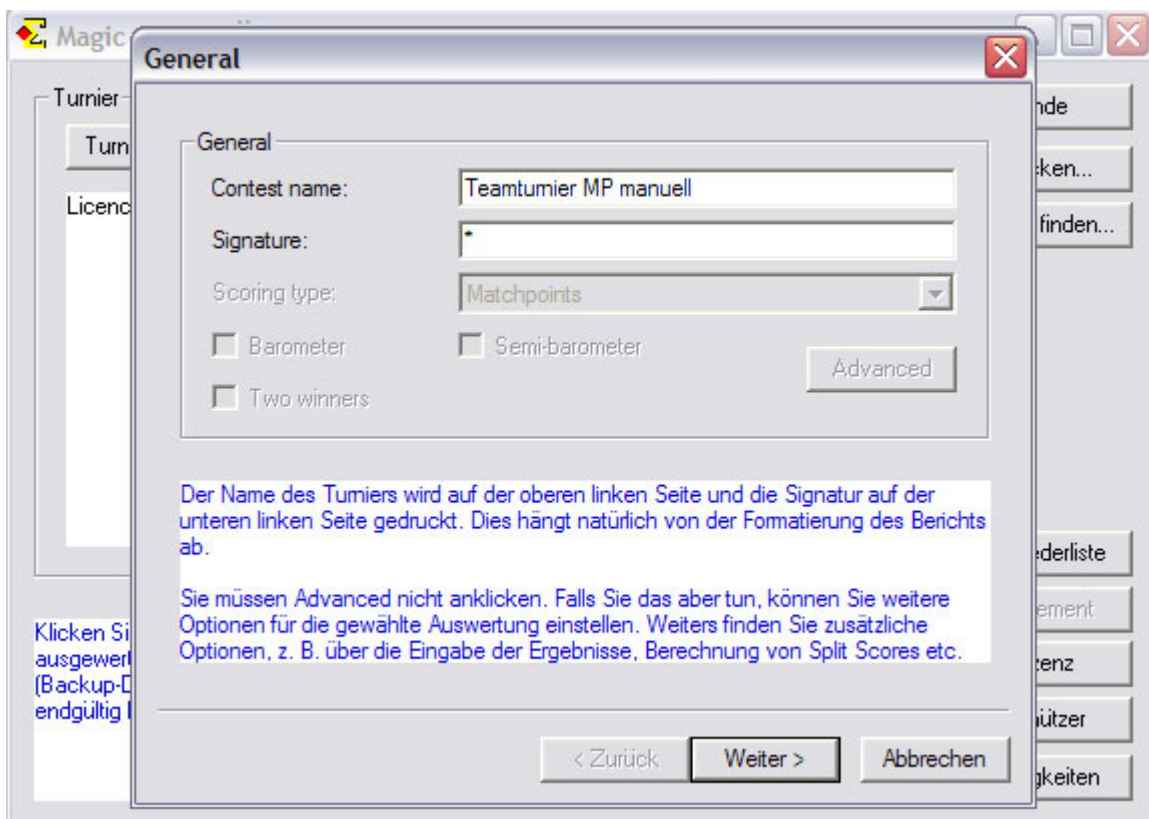 Magic
General
Turnier
nde
Turn
General
Contest name:
Teamturnier MP manuell
cken...
Licenc
Signature:
*
finden...
Scoring type:
Matchpoints
Barometer
Semi-barometer
Advanced
Two winners
Der Name des Turniers wird auf der oberen linken Seite und die Signatur auf der
unteren linken Seite gedruckt. Dies hängt natürlich von der Formatierung des Berichts
ab.
Sie müssen Advanced nicht anklicken. Falls Sie das aber tun, können Sie weitere
Optionen für die gewählte Auswertung einstellen. Weiters finden Sie zusätzliche
Optionen, z. B. über die Eingabe der Ergebnisse, Berechnung von Split Scores etc.
ederliste
ement
Klicken Si
ausgewert
(Backup-D
endgültig
zenz
nützer
gkeiten
< Zurück
Weiter >
Abbrechen